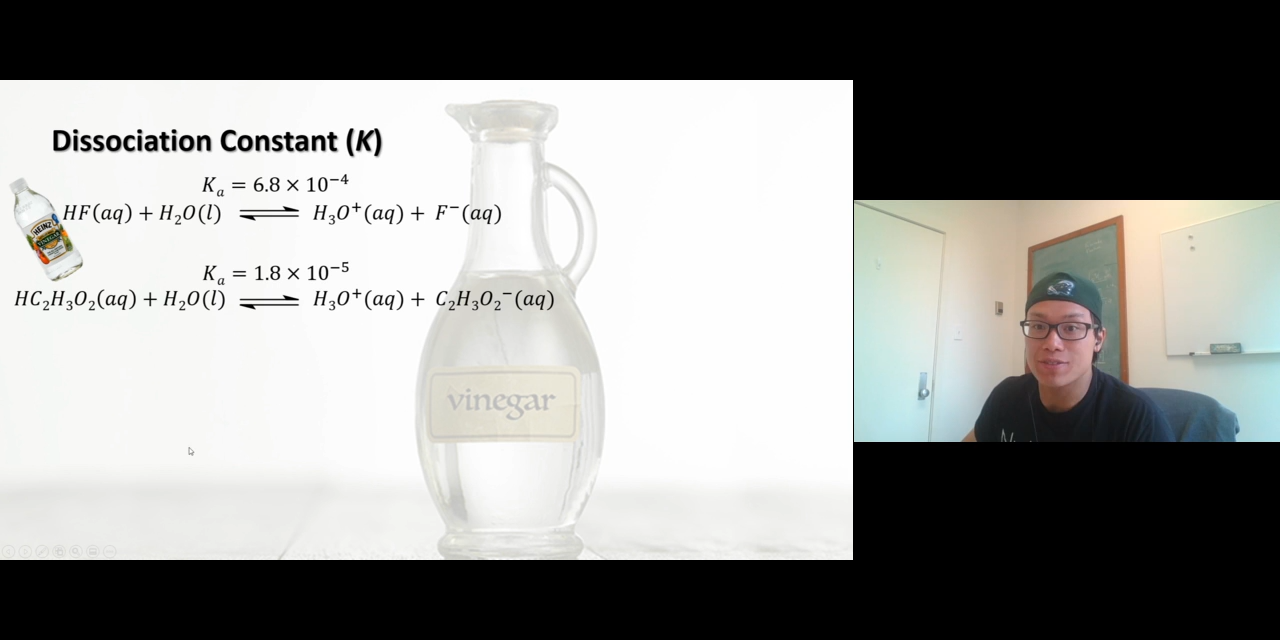 Dissociation Constant (K)
Kₐ = 6.8 × 10⁻⁴
HF(aq) + H₂O(l) ⇌ H₃O⁺(aq) + F⁻(aq)
HEINZ
Kₐ = 1.8 × 10⁻⁵
HC₂H₃O₂(aq) + H₂O(l) ⇌ H₃O⁺(aq) + C₂H₃O₂⁻(aq)
vinegar